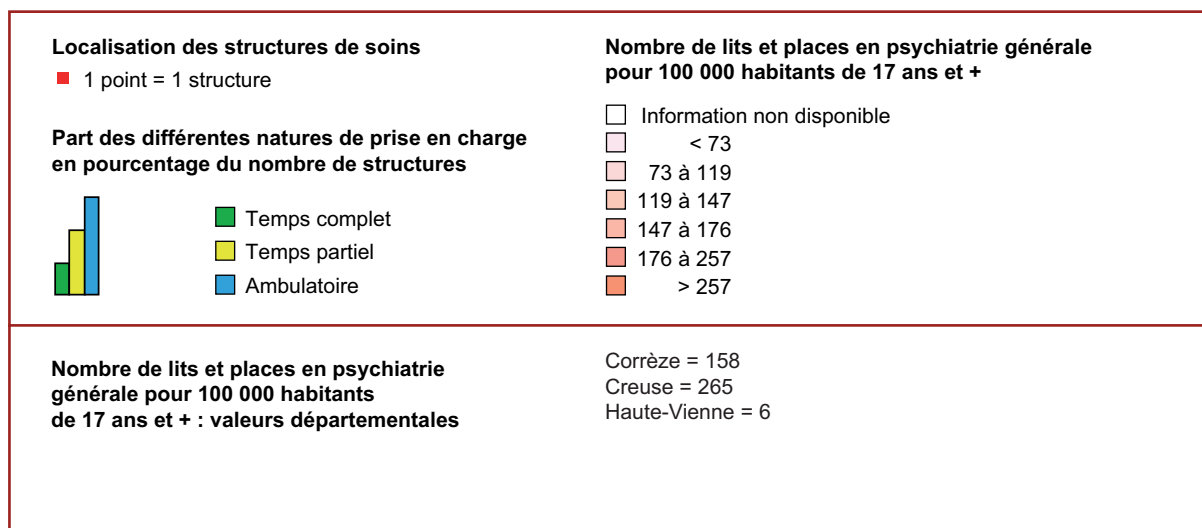 Localisation des structures de soins
1 point = 1 structure
Part des différentes natures de prise en charge
en pourcentage du nombre de structures
Temps complet
Temps partiel
Ambulatoire
Nombre de lits et places en psychiatrie générale
pour 100 000 habitants de 17 ans et +
Information non disponible
< 73
73 à 119
119 à 147
147 à 176
176 à 257
> 257
Nombre de lits et places en psychiatrie
générale pour 100 000 habitants
de 17 ans et + : valeurs départementales
Corrèze = 158
Creuse = 265
Haute-Vienne = 6